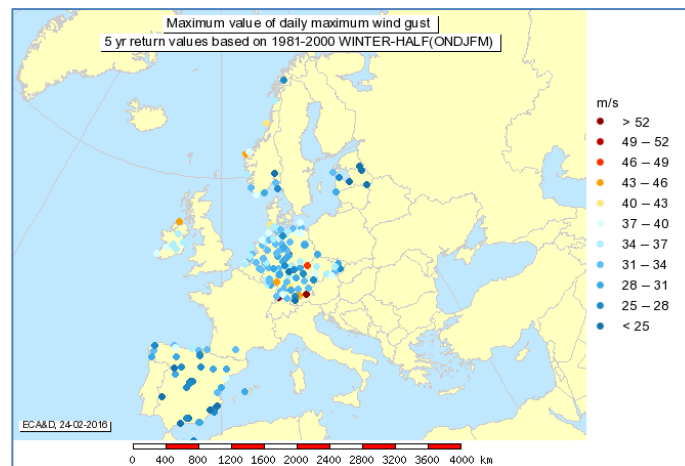 Maximum value of daily maximum wind gust
5 yr return values based on 1981-2000 WINTER-HALF(ONDJFM)
m/s
> 52
49 – 52
46 – 49
43 – 46
40 – 43
37 – 40
34 – 37
31 – 34
28 – 31
25 – 28
< 25
ECA&D, 24-02-2016
0 400 800 1200 1600 2000 2400 2800 3200 3600 4000 km